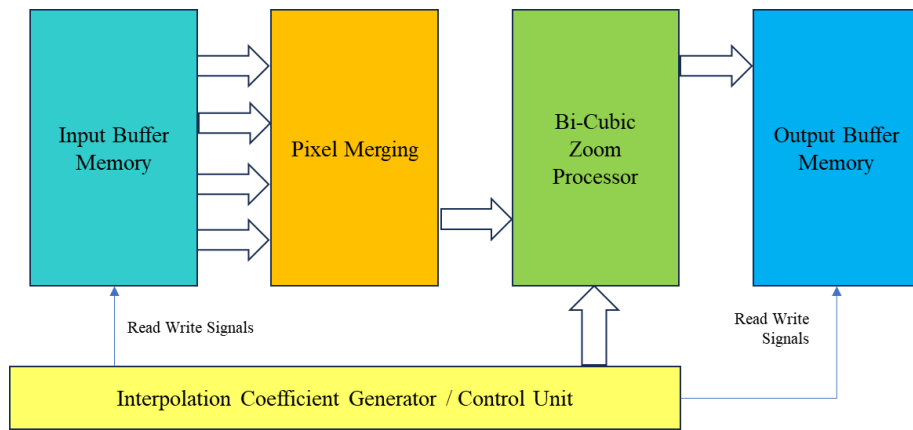 Input Buffer
Memory
Pixel Merging
Bi-Cubic
Zoom
Processor
Output Buffer
Memory
Read Write Signals
Read Write
Signals
Interpolation Coefficient Generator / Control Unit